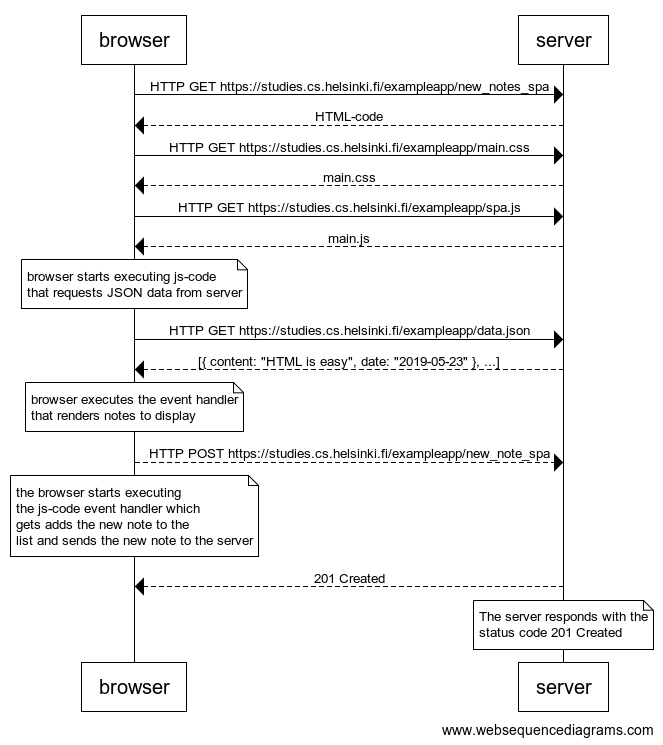 browser
server
HTTP GET https://studies.cs.helsinki.fi/exampleapp/new_notes_spa
HTML-code
HTTP GET https://studies.cs.helsinki.fi/exampleapp/main.css
main.css
HTTP GET https://studies.cs.helsinki.fi/exampleapp/spa.js
main.js
browser starts executing js-code
that requests JSON data from server
HTTP GET https://studies.cs.helsinki.fi/exampleapp/data.json
[{ content: "HTML is easy", date: "2019-05-23" }, ...]
browser executes the event handler
that renders notes to display
HTTP POST https://studies.cs.helsinki.fi/exampleapp/new_note_spa
the browser starts executing
the js-code event handler which
gets adds the new note to the
list and sends the new note to the server
201 Created
The server responds with the
status code 201 Created
browser
server
www.websequencediagrams.com